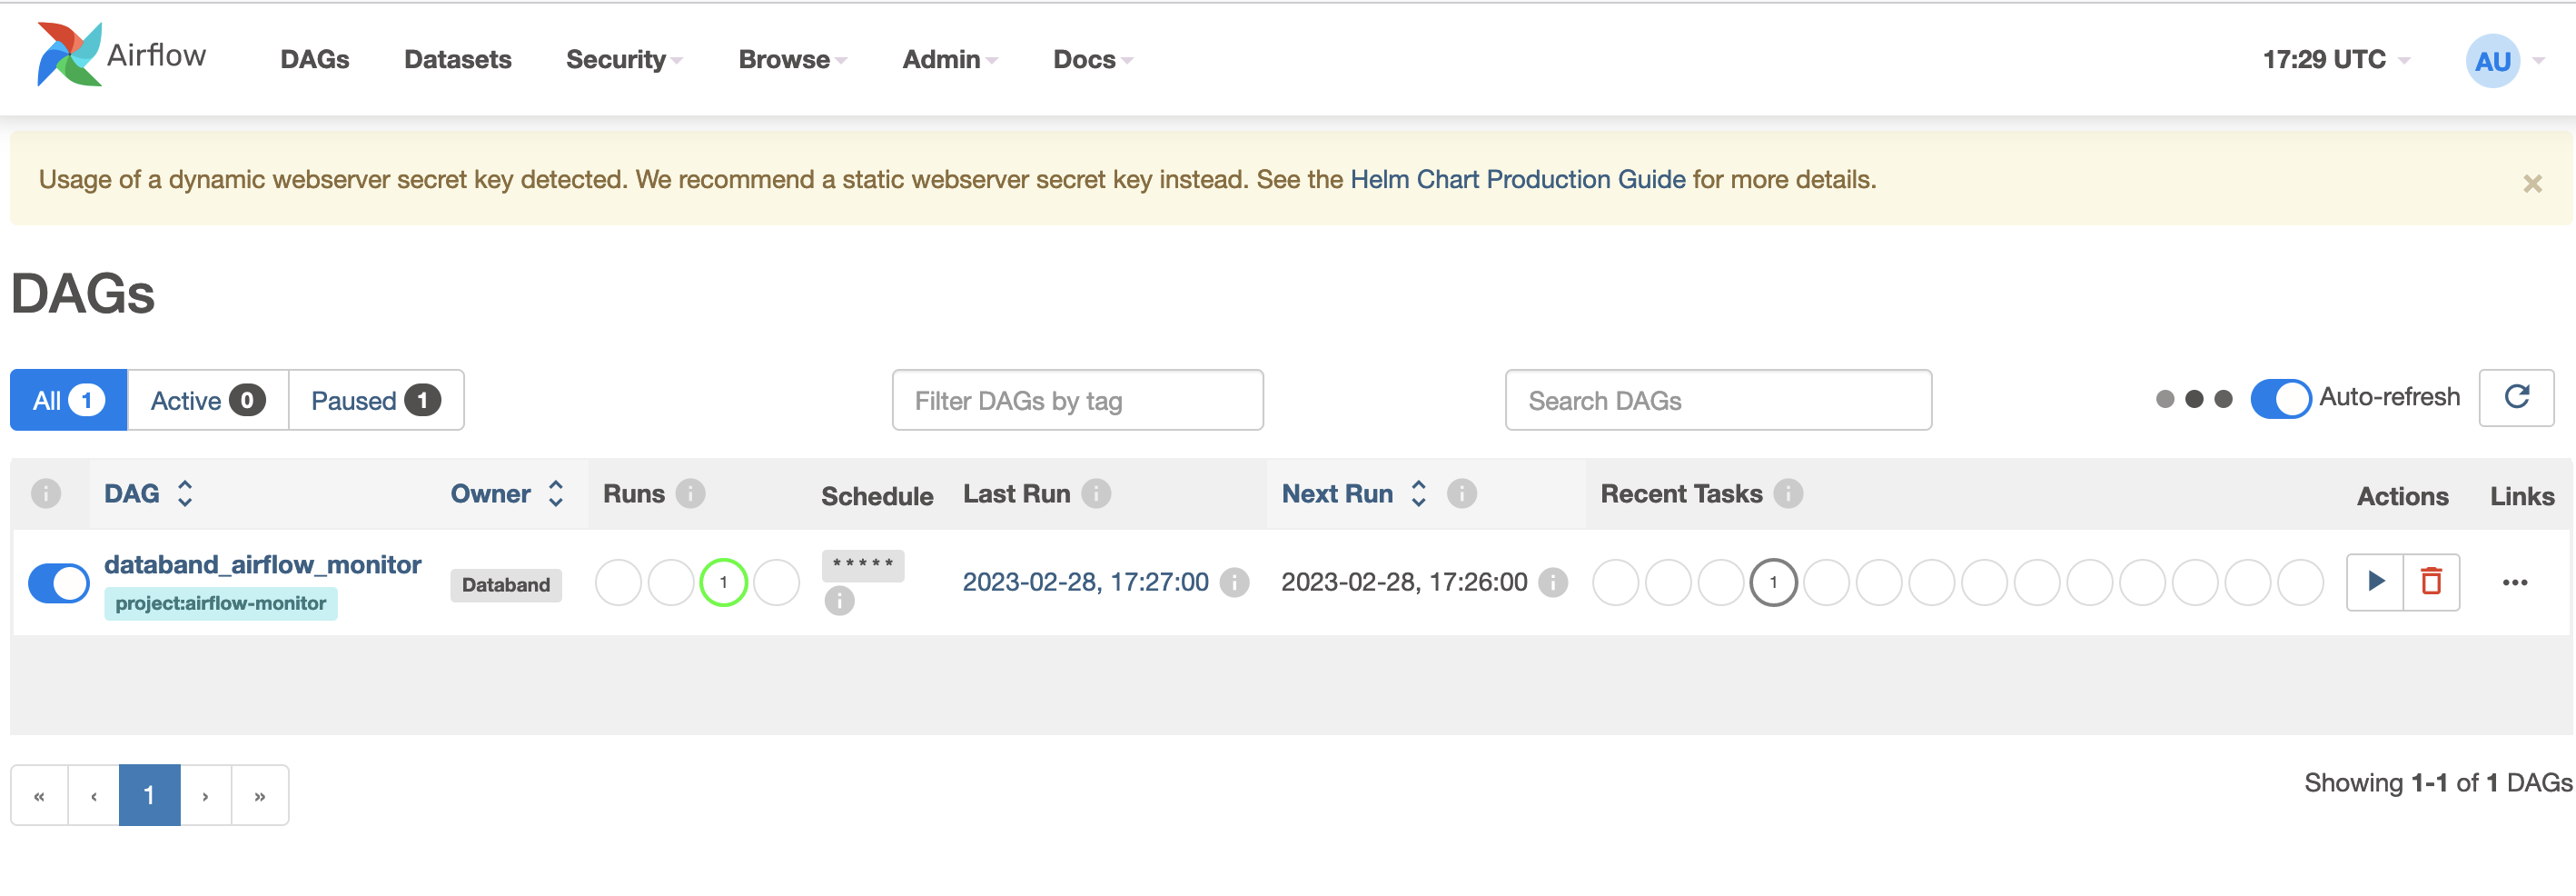 Airflow DAGs Datasets Security Browse Admin Docs 17:29 UTC AU
Usage of a dynamic webserver secret key detected. We recommend a static webserver secret key instead. See the Helm Chart Production Guide for more details. ×
DAGs
All 1 Active 0 Paused 1 Filter DAGs by tag Search DAGs Auto-refresh
i DAG Owner Runs i Schedule Last Run i Next Run i Recent Tasks i Actions Links
databand_airflow_monitor Databand 1 * * * * * 2023-02-28, 17:27:00 i 2023-02-28, 17:26:00 i 1
project:airflow-monitor i
« ‹ 1 › » Showing 1-1 of 1 DAGs